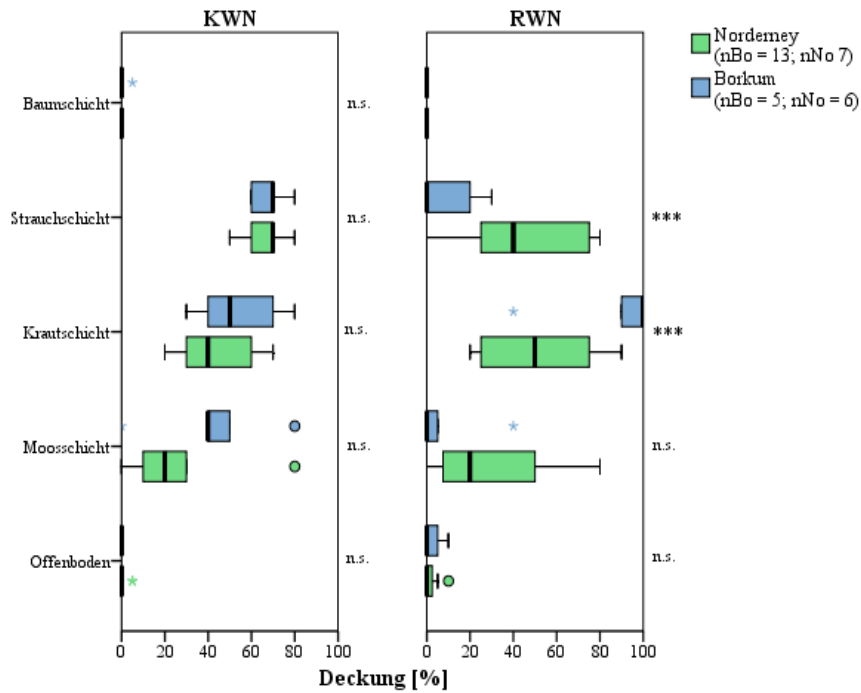 KWN
RWN
Norderney
(nBo = 13; nNo 7)
Borkum
(nBo = 5; nNo = 6)
Baumschicht
n.s.
Strauchschicht
n.s.
***
Krautschicht
n.s.
***
Moosschicht
n.s.
n.s.
Offenboden
n.s.
n.s.
0 20 40 60 80 100
0 20 40 60 80 100
Deckung [%]